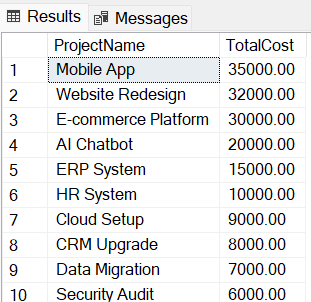 Results Messages
ProjectName TotalCost
1 Mobile App 35000.00
2 Website Redesign 32000.00
3 E-commerce Platform 30000.00
4 AI Chatbot 20000.00
5 ERP System 15000.00
6 HR System 10000.00
7 Cloud Setup 9000.00
8 CRM Upgrade 8000.00
9 Data Migration 7000.00
10 Security Audit 6000.00